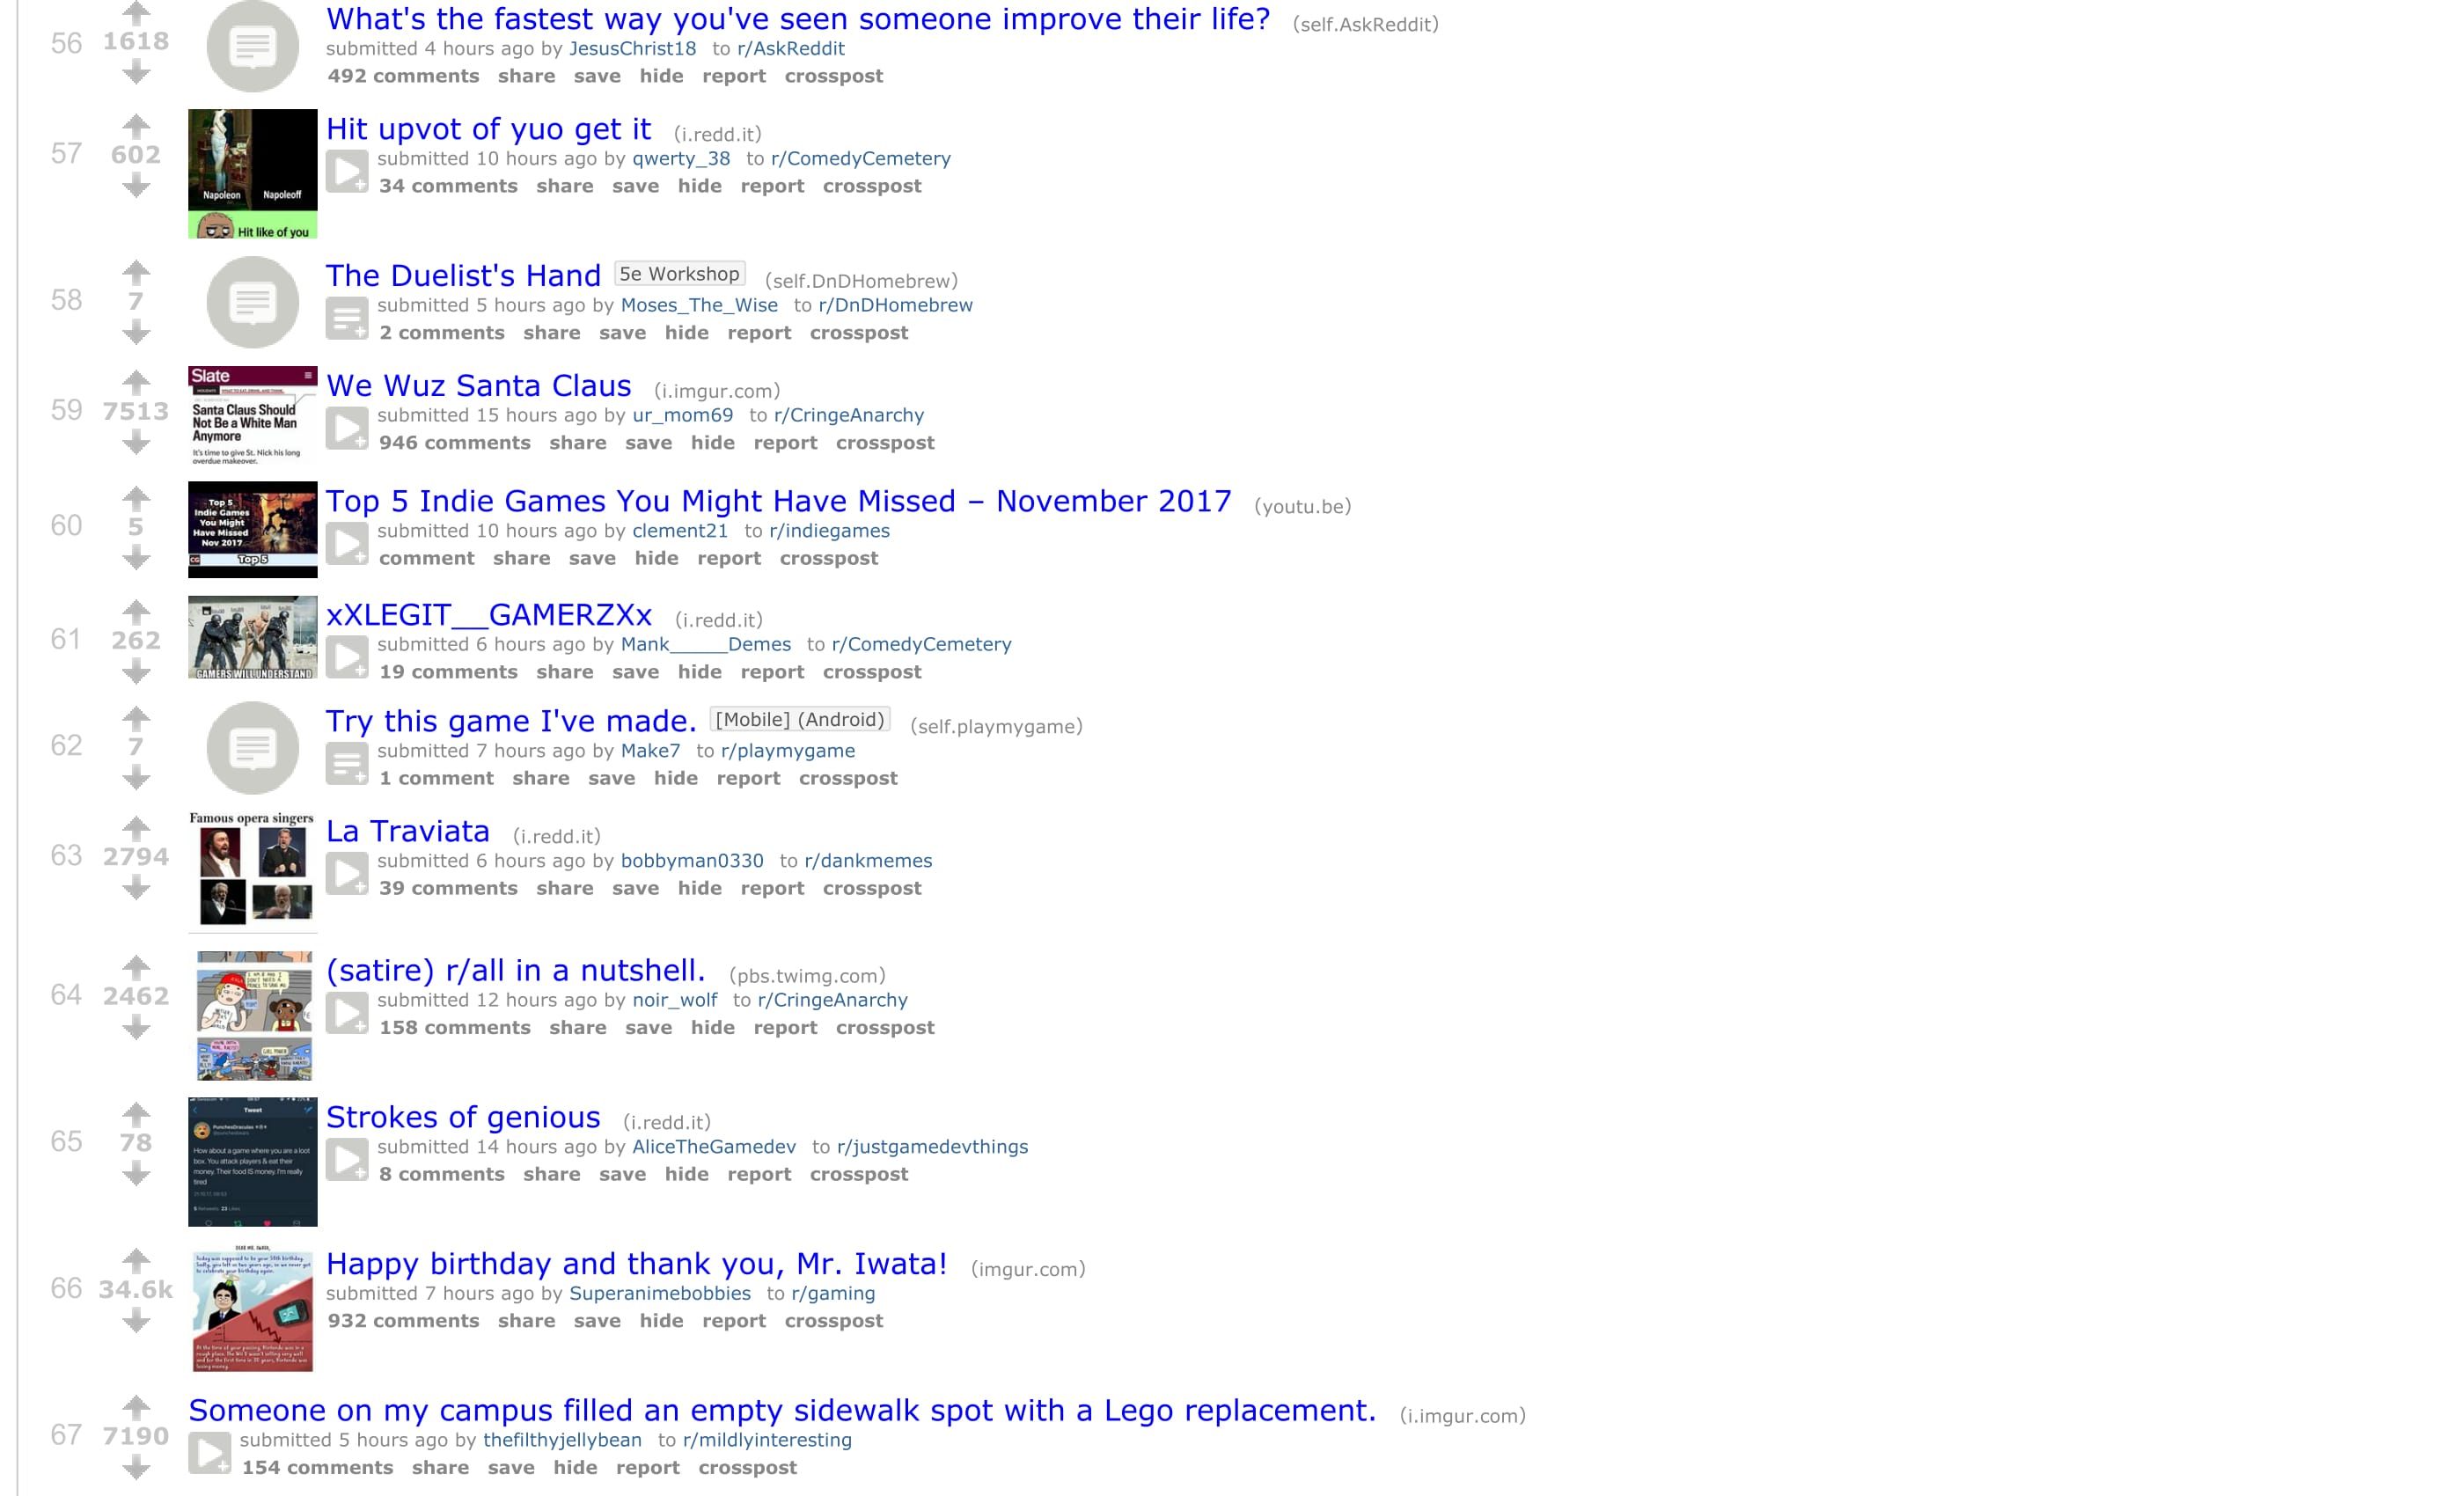 56
1618
What's the fastest way you've seen someone improve their life? (self.AskReddit)
submitted 4 hours ago by JesusChrist18 to r/AskReddit
492 comments share save hide report crosspost
57
602
Napoleon Napoleoff
Hit like of you
Hit upvot of yuo get it (i.redd.it)
submitted 10 hours ago by qwerty_38 to r/ComedyCemetery
34 comments share save hide report crosspost
58
7
The Duelist's Hand 5e Workshop (self.DnDHomebrew)
submitted 5 hours ago by Moses_The_Wise to r/DnDHomebrew
2 comments share save hide report crosspost
59
7513
Slate
Santa Claus Should
Not Be a White Man
Anymore
It's time to give St. Nick his long
overdue makeover.
We Wuz Santa Claus (i.imgur.com)
submitted 15 hours ago by ur_mom69 to r/CringeAnarchy
946 comments share save hide report crosspost
60
5
Top 5
Indie Games
You Might
Have Missed
Nov 2017
Top 5
Top 5 Indie Games You Might Have Missed – November 2017 (youtu.be)
submitted 10 hours ago by clement21 to r/indiegames
comment share save hide report crosspost
61
262
GAMERS WILL UNDERSTAND
xXLEGIT__GAMERZXx (i.redd.it)
submitted 6 hours ago by Mank______Demes to r/ComedyCemetery
19 comments share save hide report crosspost
62
7
Try this game I've made. [Mobile] (Android) (self.playmygame)
submitted 7 hours ago by Make7 to r/playmygame
1 comment share save hide report crosspost
63
2794
Famous opera singers
La Traviata (i.redd.it)
submitted 6 hours ago by bobbyman0330 to r/dankmemes
39 comments share save hide report crosspost
64
2462
(satire) r/all in a nutshell. (pbs.twimg.com)
submitted 12 hours ago by noir_wolf to r/CringeAnarchy
158 comments share save hide report crosspost
65
78
Tweet
How about a game where you are a loot
box. You attack players & eat their
money. Their food IS money. I'm really
tired
5 Retweets 23 Likes
Strokes of genious (i.redd.it)
submitted 14 hours ago by AliceTheGamedev to r/justgamedevthings
8 comments share save hide report crosspost
66
34.6k
DEAR MR. IWATA,
Happy birthday and thank you, Mr. Iwata! (imgur.com)
submitted 7 hours ago by Superanimebobbies to r/gaming
932 comments share save hide report crosspost
67
7190
Someone on my campus filled an empty sidewalk spot with a Lego replacement. (i.imgur.com)
submitted 5 hours ago by thefilthyjellybean to r/mildlyinteresting
154 comments share save hide report crosspost